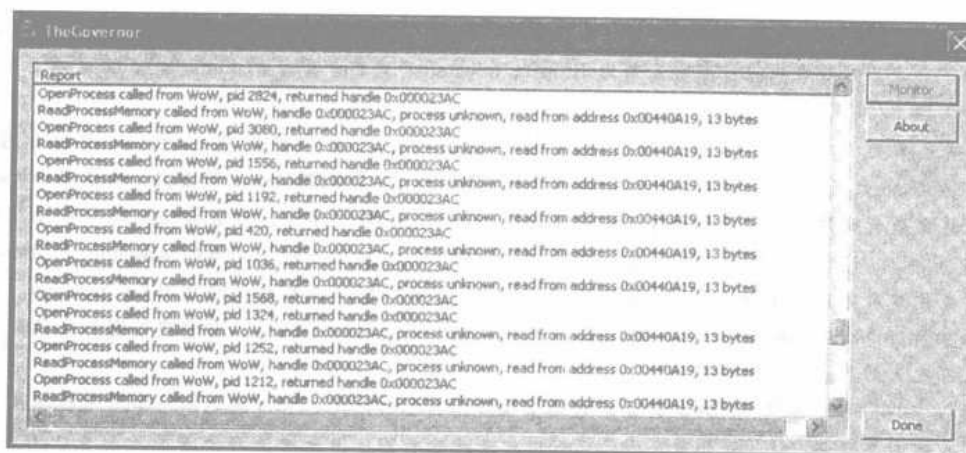 TheGovernor
Report
OpenProcess called from WoW, pid 2824, returned handle 0x000023AC
ReadProcessMemory called from WoW, handle 0x000023AC, process unknown, read from address 0x00440A19, 13 bytes
OpenProcess called from WoW, pid 3080, returned handle 0x000023AC
ReadProcessMemory called from WoW, handle 0x000023AC, process unknown, read from address 0x00440A19, 13 bytes
OpenProcess called from WoW, pid 1556, returned handle 0x000023AC
ReadProcessMemory called from WoW, handle 0x000023AC, process unknown, read from address 0x00440A19, 13 bytes
OpenProcess called from WoW, pid 1192, returned handle 0x000023AC
ReadProcessMemory called from WoW, handle 0x000023AC, process unknown, read from address 0x00440A19, 13 bytes
OpenProcess called from WoW, pid 420, returned handle 0x000023AC
ReadProcessMemory called from WoW, handle 0x000023AC, process unknown, read from address 0x00440A19, 13 bytes
OpenProcess called from WoW, pid 1036, returned handle 0x000023AC
ReadProcessMemory called from WoW, handle 0x000023AC, process unknown, read from address 0x00440A19, 13 bytes
OpenProcess called from WoW, pid 1568, returned handle 0x000023AC
OpenProcess called from WoW, pid 1324, returned handle 0x000023AC
ReadProcessMemory called from WoW, handle 0x000023AC, process unknown, read from address 0x00440A19, 13 bytes
OpenProcess called from WoW, pid 1252, returned handle 0x000023AC
ReadProcessMemory called from WoW, handle 0x000023AC, process unknown, read from address 0x00440A19, 13 bytes
OpenProcess called from WoW, pid 1212, returned handle 0x000023AC
ReadProcessMemory called from WoW, handle 0x000023AC, process unknown, read from address 0x00440A19, 13 bytes
Monitor
About
Done